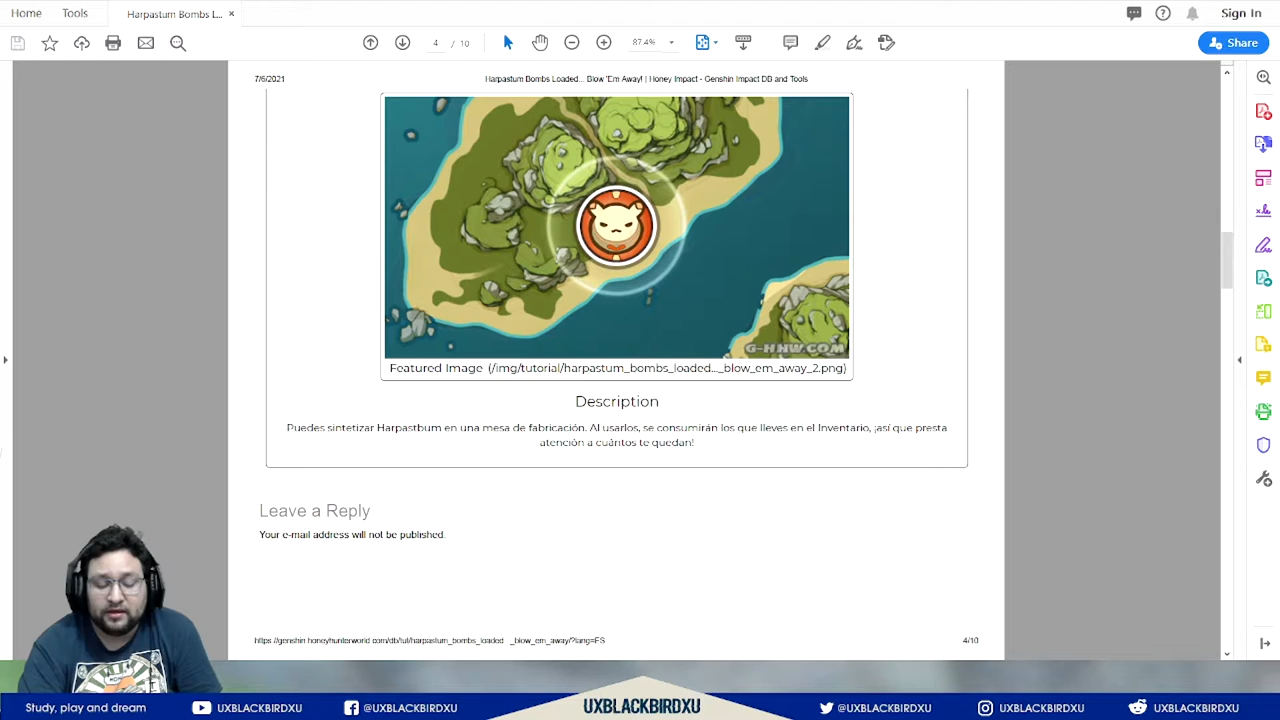 Home Tools Harpastum Bombs L... × Sign In
4 / 10 87.4% Share
7/6/2021 Harpastum Bombs Loaded... Blow 'Em Away! | Honey Impact - Genshin Impact DB and Tools
G-HHW.COM
Featured Image (/img/tutorial/harpastum_bombs_loaded..._blow_em_away_2.png)
Description
Puedes sintetizar Harpastbum en una mesa de fabricación. Al usarlos, se consumirán los que lleves en el Inventario, ¡así que presta
atención a cuántos te quedan!
Leave a Reply
Your e-mail address will not be published.
https://genshin.honeyhunterworld.com/db/tut/harpastum_bombs_loaded _blow_em_away/?lang=ES 4/10
Study, play and dream UXBLACKBIRDXU @UXBLACKBIRDXU UXBLACKBIRDXU @UXBLACKBIRDXU UXBLACKBIRDXU UXBLACKBIRDXU